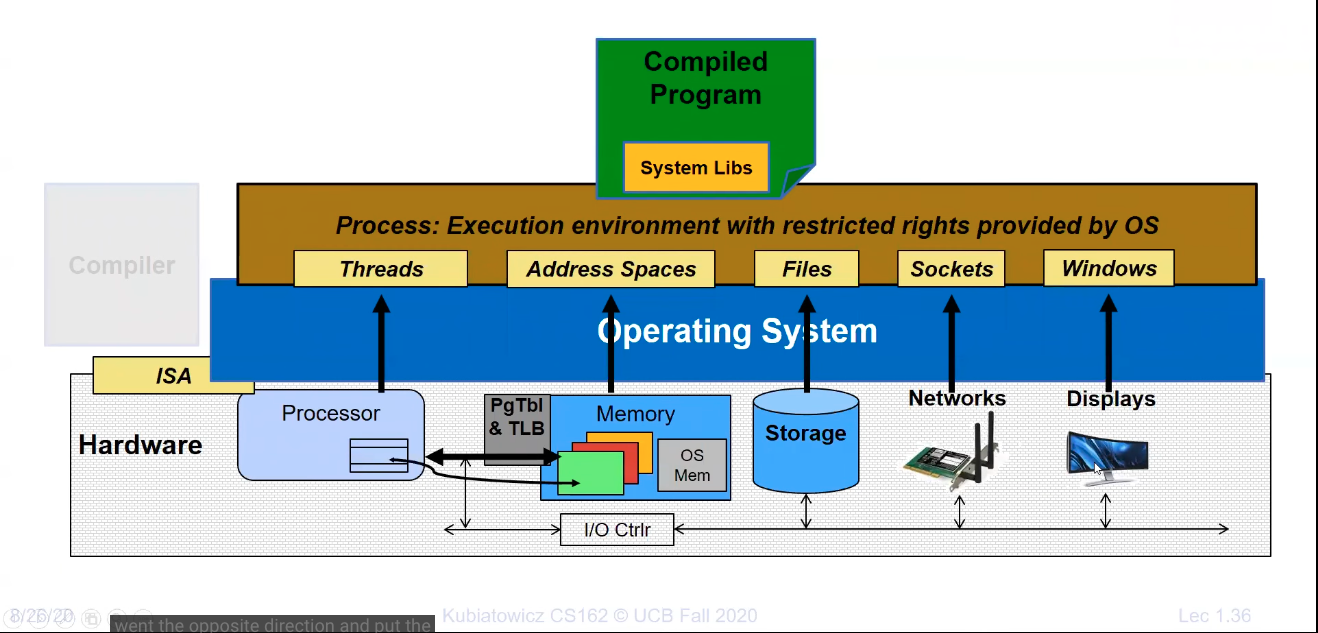 Compiled
Program
System Libs
Compiler
Process: Execution environment with restricted rights provided by OS
Threads
Address Spaces
Files
Sockets
Windows
Operating System
ISA
Hardware
Processor
PgTbl
& TLB
Memory
OS
Mem
Storage
Networks
Displays
I/O Ctrlr
8/26/20
Kubiatowicz CS162 © UCB Fall 2020
Lec 1.36
went the opposite direction and put the